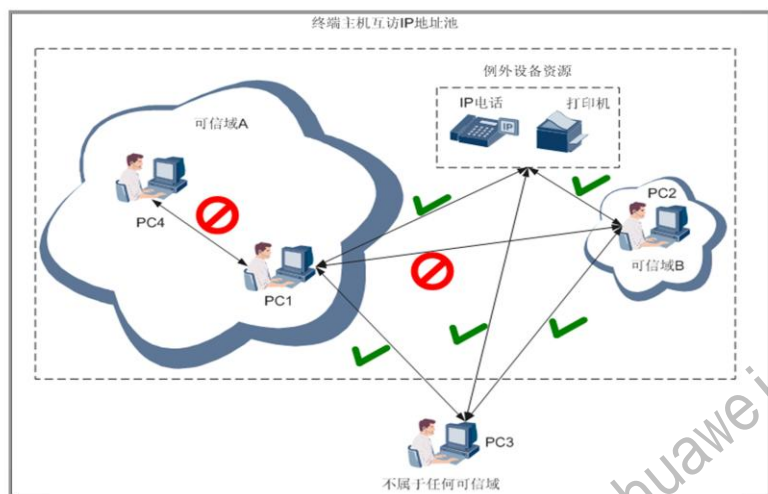 终端主机互访IP地址池
例外设备资源
IP电话
打印机
IP
可信域A
PC4
PC1
PC2
可信域B
PC3
不属于任何可信域
huawei